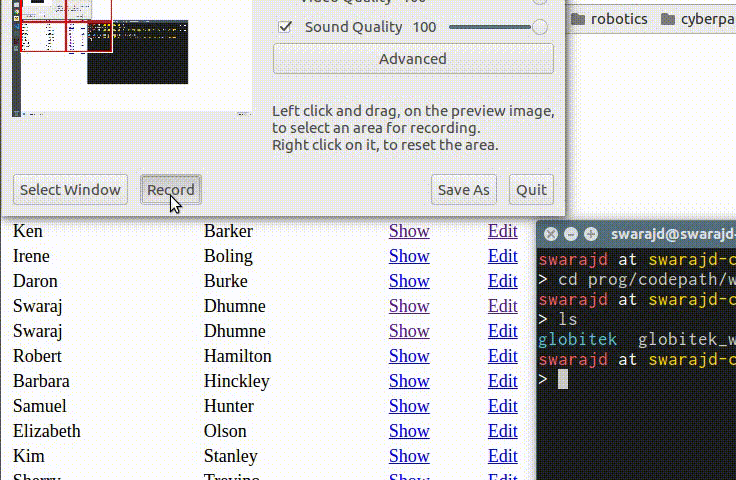 Video Quality 100
robotics cyberpa
Sound Quality 100
Advanced
Left click and drag, on the preview image,
to select an area for recording.
Right click on it, to reset the area.
Select Window Record Save As Quit
Ken Barker Show Edit
Irene Boling Show Edit
Daron Burke Show Edit
Swaraj Dhumne Show Edit
Swaraj Dhumne Show Edit
Robert Hamilton Show Edit
Barbara Hinckley Show Edit
Samuel Hunter Show Edit
Elizabeth Olson Show Edit
Kim Stanley Show Edit
Sherry Trevino Show Edit
swarajd@swarajd-
swarajd at swarajd-c
> cd prog/codepath/w
swarajd at swarajd-c
> ls
globitek globitek_w
swarajd at swarajd-c
>